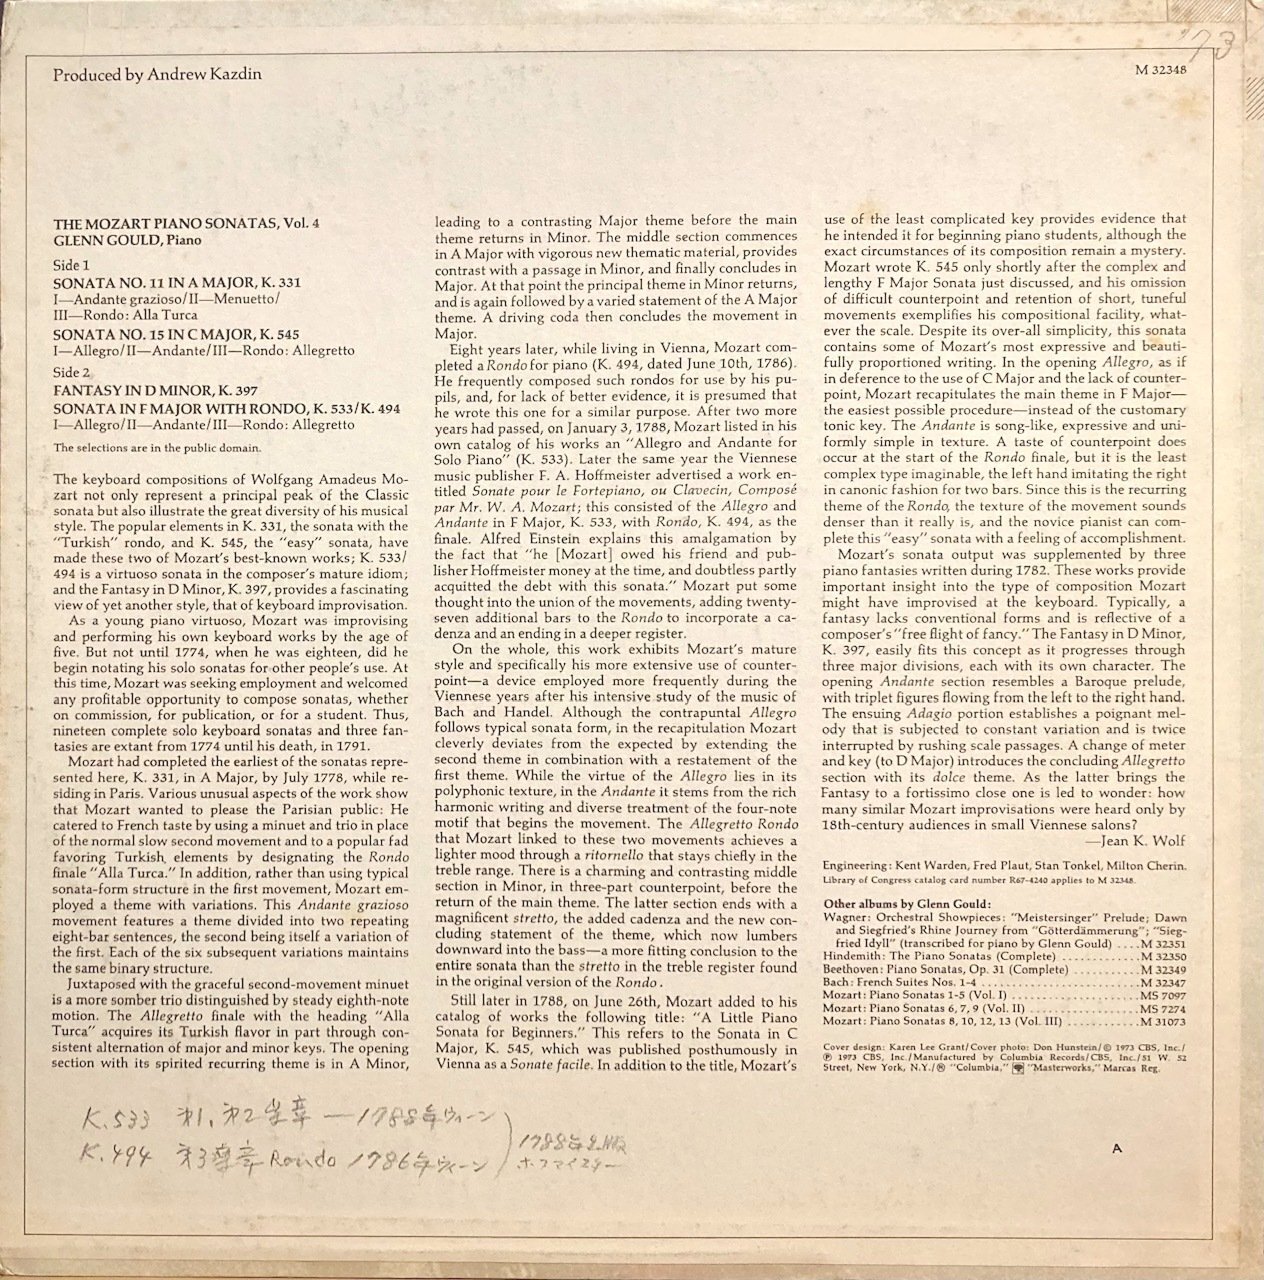 '73
Produced by Andrew Kazdin
M 32348
THE MOZART PIANO SONATAS, Vol. 4
GLENN GOULD, Piano
Side 1
SONATA NO. 11 IN A MAJOR, K. 331
I—Andante grazioso/II—Menuetto/
III—Rondo: Alla Turca
SONATA NO. 15 IN C MAJOR, K. 545
I—Allegro/II—Andante/III—Rondo: Allegretto
Side 2
FANTASY IN D MINOR, K. 397
SONATA IN F MAJOR WITH RONDO, K. 533/K. 494
I—Allegro/II—Andante/III—Rondo: Allegretto
The selections are in the public domain.
The keyboard compositions of Wolfgang Amadeus Mo-
zart not only represent a principal peak of the Classic
sonata but also illustrate the great diversity of his musical
style. The popular elements in K. 331, the sonata with the
"Turkish" rondo, and K. 545, the "easy" sonata, have
made these two of Mozart's best-known works; K. 533/
494 is a virtuoso sonata in the composer's mature idiom;
and the Fantasy in D Minor, K. 397, provides a fascinating
view of yet another style, that of keyboard improvisation.
As a young piano virtuoso, Mozart was improvising
and performing his own keyboard works by the age of
five. But not until 1774, when he was eighteen, did he
begin notating his solo sonatas for other people's use. At
this time, Mozart was seeking employment and welcomed
any profitable opportunity to compose sonatas, whether
on commission, for publication, or for a student. Thus,
nineteen complete solo keyboard sonatas and three fan-
tasies are extant from 1774 until his death, in 1791.
Mozart had completed the earliest of the sonatas repre-
sented here, K. 331, in A Major, by July 1778, while re-
siding in Paris. Various unusual aspects of the work show
that Mozart wanted to please the Parisian public: He
catered to French taste by using a minuet and trio in place
of the normal slow second movement and to a popular fad
favoring Turkish elements by designating the Rondo
finale "Alla Turca." In addition, rather than using typical
sonata-form structure in the first movement, Mozart em-
ployed a theme with variations. This Andante grazioso
movement features a theme divided into two repeating
eight-bar sentences, the second being itself a variation of
the first. Each of the six subsequent variations maintains
the same binary structure.
Juxtaposed with the graceful second-movement minuet
is a more somber trio distinguished by steady eighth-note
motion. The Allegretto finale with the heading "Alla
Turca" acquires its Turkish flavor in part through con-
sistent alternation of major and minor keys. The opening
section with its spirited recurring theme is in A Minor,
leading to a contrasting Major theme before the main
theme returns in Minor. The middle section commences
in A Major with vigorous new thematic material, provides
contrast with a passage in Minor, and finally concludes in
Major. At that point the principal theme in Minor returns,
and is again followed by a varied statement of the A Major
theme. A driving coda then concludes the movement in
Major.
Eight years later, while living in Vienna, Mozart com-
pleted a Rondo for piano (K. 494, dated June 10th, 1786).
He frequently composed such rondos for use by his pu-
pils, and, for lack of better evidence, it is presumed that
he wrote this one for a similar purpose. After two more
years had passed, on January 3, 1788, Mozart listed in his
own catalog of his works an "Allegro and Andante for
Solo Piano" (K. 533). Later the same year the Viennese
music publisher F. A. Hoffmeister advertised a work en-
titled Sonate pour le Fortepiano, ou Clavecin, Composé
par Mr. W. A. Mozart; this consisted of the Allegro and
Andante in F Major, K. 533, with Rondo, K. 494, as the
finale. Alfred Einstein explains this amalgamation by
the fact that "he [Mozart] owed his friend and pub-
lisher Hoffmeister money at the time, and doubtless partly
acquitted the debt with this sonata." Mozart put some
thought into the union of the movements, adding twenty-
seven additional bars to the Rondo to incorporate a ca-
denza and an ending in a deeper register.
On the whole, this work exhibits Mozart's mature
style and specifically his more extensive use of counter-
point—a device employed more frequently during the
Viennese years after his intensive study of the music of
Bach and Handel. Although the contrapuntal Allegro
follows typical sonata form, in the recapitulation Mozart
cleverly deviates from the expected by extending the
second theme in combination with a restatement of the
first theme. While the virtue of the Allegro lies in its
polyphonic texture, in the Andante it stems from the rich
harmonic writing and diverse treatment of the four-note
motif that begins the movement. The Allegretto Rondo
that Mozart linked to these two movements achieves a
lighter mood through a ritornello that stays chiefly in the
treble range. There is a charming and contrasting middle
section in Minor, in three-part counterpoint, before the
return of the main theme. The latter section ends with a
magnificent stretto, the added cadenza and the new con-
cluding statement of the theme, which now lumbers
downward into the bass—a more fitting conclusion to the
entire sonata than the stretto in the treble register found
in the original version of the Rondo.
Still later in 1788, on June 26th, Mozart added to his
catalog of works the following title: "A Little Piano
Sonata for Beginners." This refers to the Sonata in C
Major, K. 545, which was published posthumously in
Vienna as a Sonate facile. In addition to the title, Mozart's
use of the least complicated key provides evidence that
he intended it for beginning piano students, although the
exact circumstances of its composition remain a mystery.
Mozart wrote K. 545 only shortly after the complex and
lengthy F Major Sonata just discussed, and his omission
of difficult counterpoint and retention of short, tuneful
movements exemplifies his compositional facility, what-
ever the scale. Despite its over-all simplicity, this sonata
contains some of Mozart's most expressive and beauti-
fully proportioned writing. In the opening Allegro, as if
in deference to the use of C Major and the lack of counter-
point, Mozart recapitulates the main theme in F Major—
the easiest possible procedure—instead of the customary
tonic key. The Andante is song-like, expressive and uni-
formly simple in texture. A taste of counterpoint does
occur at the start of the Rondo finale, but it is the least
complex type imaginable, the left hand imitating the right
in canonic fashion for two bars. Since this is the recurring
theme of the Rondo, the texture of the movement sounds
denser than it really is, and the novice pianist can com-
plete this "easy" sonata with a feeling of accomplishment.
Mozart's sonata output was supplemented by three
piano fantasies written during 1782. These works provide
important insight into the type of composition Mozart
might have improvised at the keyboard. Typically, a
fantasy lacks conventional forms and is reflective of a
composer's "free flight of fancy." The Fantasy in D Minor,
K. 397, easily fits this concept as it progresses through
three major divisions, each with its own character. The
opening Andante section resembles a Baroque prelude,
with triplet figures flowing from the left to the right hand.
The ensuing Adagio portion establishes a poignant mel-
ody that is subjected to constant variation and is twice
interrupted by rushing scale passages. A change of meter
and key (to D Major) introduces the concluding Allegretto
section with its dolce theme. As the latter brings the
Fantasy to a fortissimo close one is led to wonder: how
many similar Mozart improvisations were heard only by
18th-century audiences in small Viennese salons?
—Jean K. Wolf
Engineering: Kent Warden, Fred Plaut, Stan Tonkel, Milton Cherin.
Library of Congress catalog card number R67-4240 applies to M 32348.
Other albums by Glenn Gould:
Wagner: Orchestral Showpieces: "Meistersinger" Prelude; Dawn
and Siegfried's Rhine Journey from "Götterdämmerung"; "Sieg-
fried Idyll" (transcribed for piano by Glenn Gould) ....M 32351
Hindemith: The Piano Sonatas (Complete) ............M 32350
Beethoven: Piano Sonatas, Op. 31 (Complete) ..........M 32349
Bach: French Suites Nos. 1-4 ........................M 32347
Mozart: Piano Sonatas 1-5 (Vol. I) ....................MS 7097
Mozart: Piano Sonatas 6, 7, 9 (Vol. II) .................MS 7274
Mozart: Piano Sonatas 8, 10, 12, 13 (Vol. III) ...........M 31073
Cover design: Karen Lee Grant/Cover photo: Don Hunstein/© 1973 CBS, Inc./
℗ 1973 CBS, Inc./Manufactured by Columbia Records/CBS, Inc./51 W. 52
Street, New York, N.Y./® "Columbia," "Masterworks," Marcas Reg.
K.533 オ1、オ2楽章 — 1788年ウィーン
K.494 オ3楽章 Rondo 1786年ウィーン
1788年出版
ホフマイスター
A